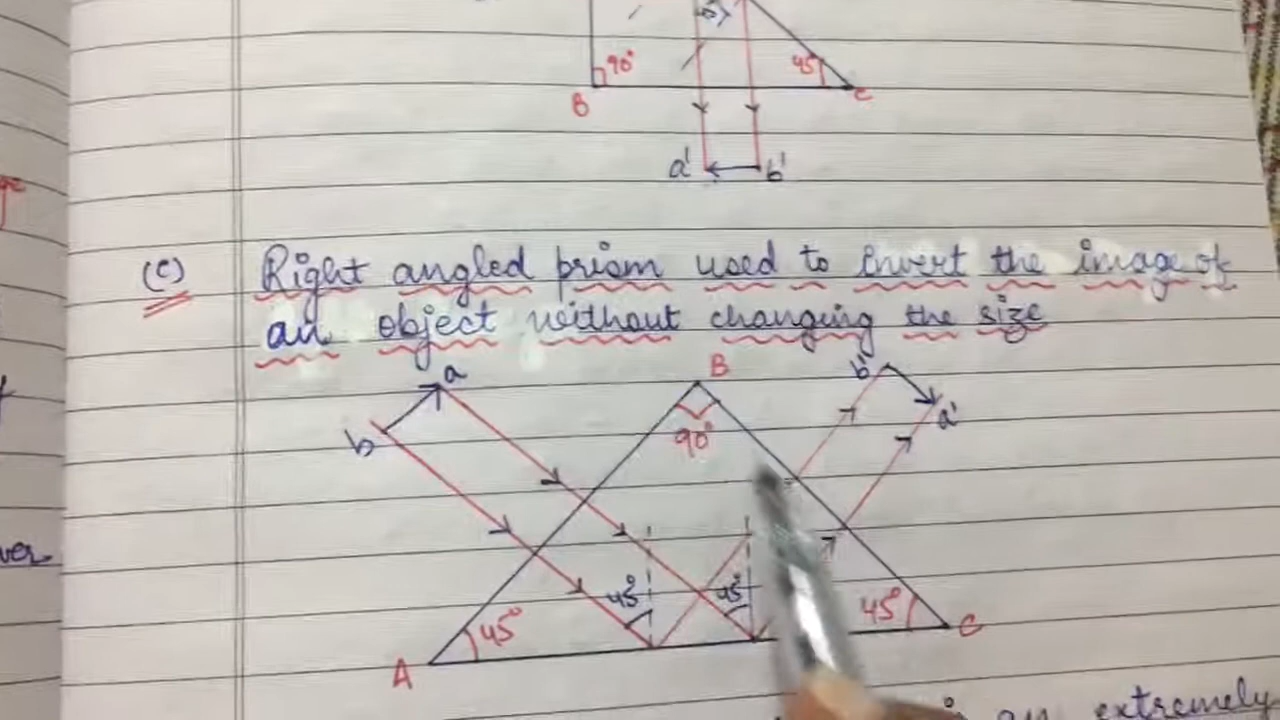 90° 45°
B C
a' b'
(C) Right angled prism used to invert the image of
an object without changing the size
a B b'
b 90° a'
45° 45°
45° 45° C
A
an extremely